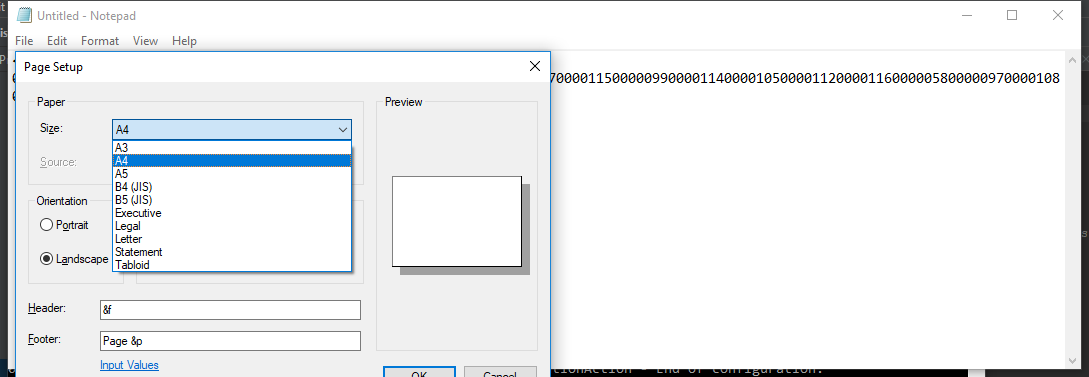 Untitled - Notepad
File Edit Format View Help
Page Setup
70000115000009900001140000105000011200001160000058000009700001​08
Paper
Preview
Size:
A4
A3
A4
Source:
A5
B4 (JIS)
B5 (JIS)
Orientation
Executive
Portrait
Legal
Letter
Landscape
Statement
Tabloid
Header:
&f
Footer:
Page &p
Input Values
OK
Cancel
End of configuration.